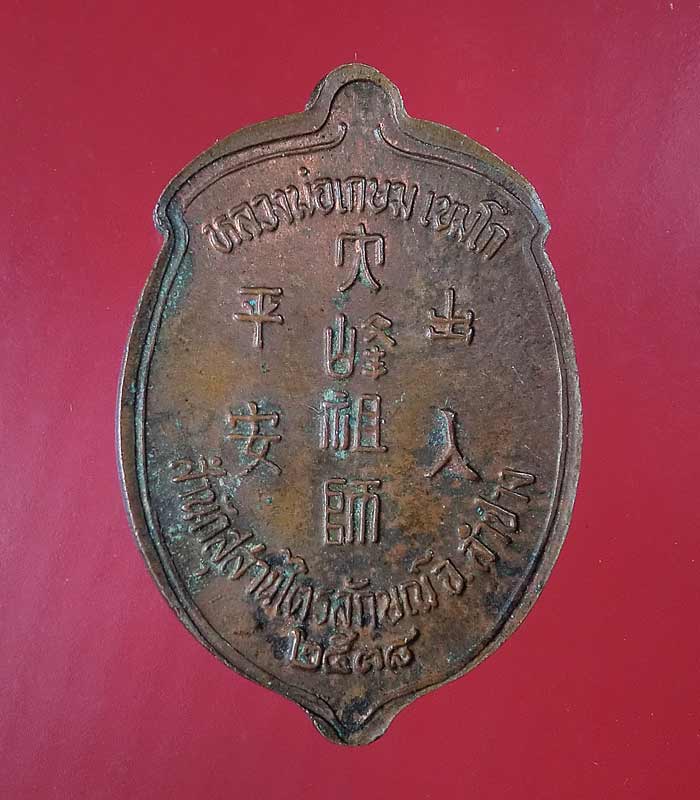 หลวงพ่อเกษม เขมโก
大峰祖師
出入
平安
สำนักสุสานไตรลักษณ์ จ.ลำปาง
๒๕๓๘